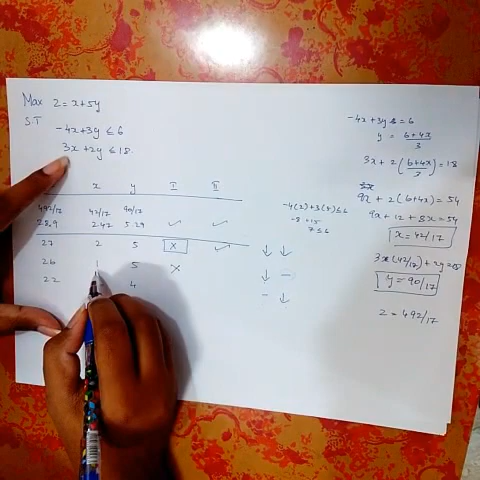 Max Z = x+5y
S.T
-4x+3y ≤ 6
3x+2y ≤ 18
x y I II
492/17 42/17 90/17
28.9 2.47 5.29 ✓ ✓
27 2 5 x ✓
26 1 5 x
22 4
-4(2)+3(5) ≤ 6
-8+15
7 ≤ 6
↓ ↓
↓ –
– ↓
-4x+3y = 6
y = 6+4x/3
3x+2(6+4x/3)=18
9x + 2(6+4x) = 54
9x+12+8x=54
x = 42/17
3x(42/17)+2y=
y = 90/17
Z = 492/17